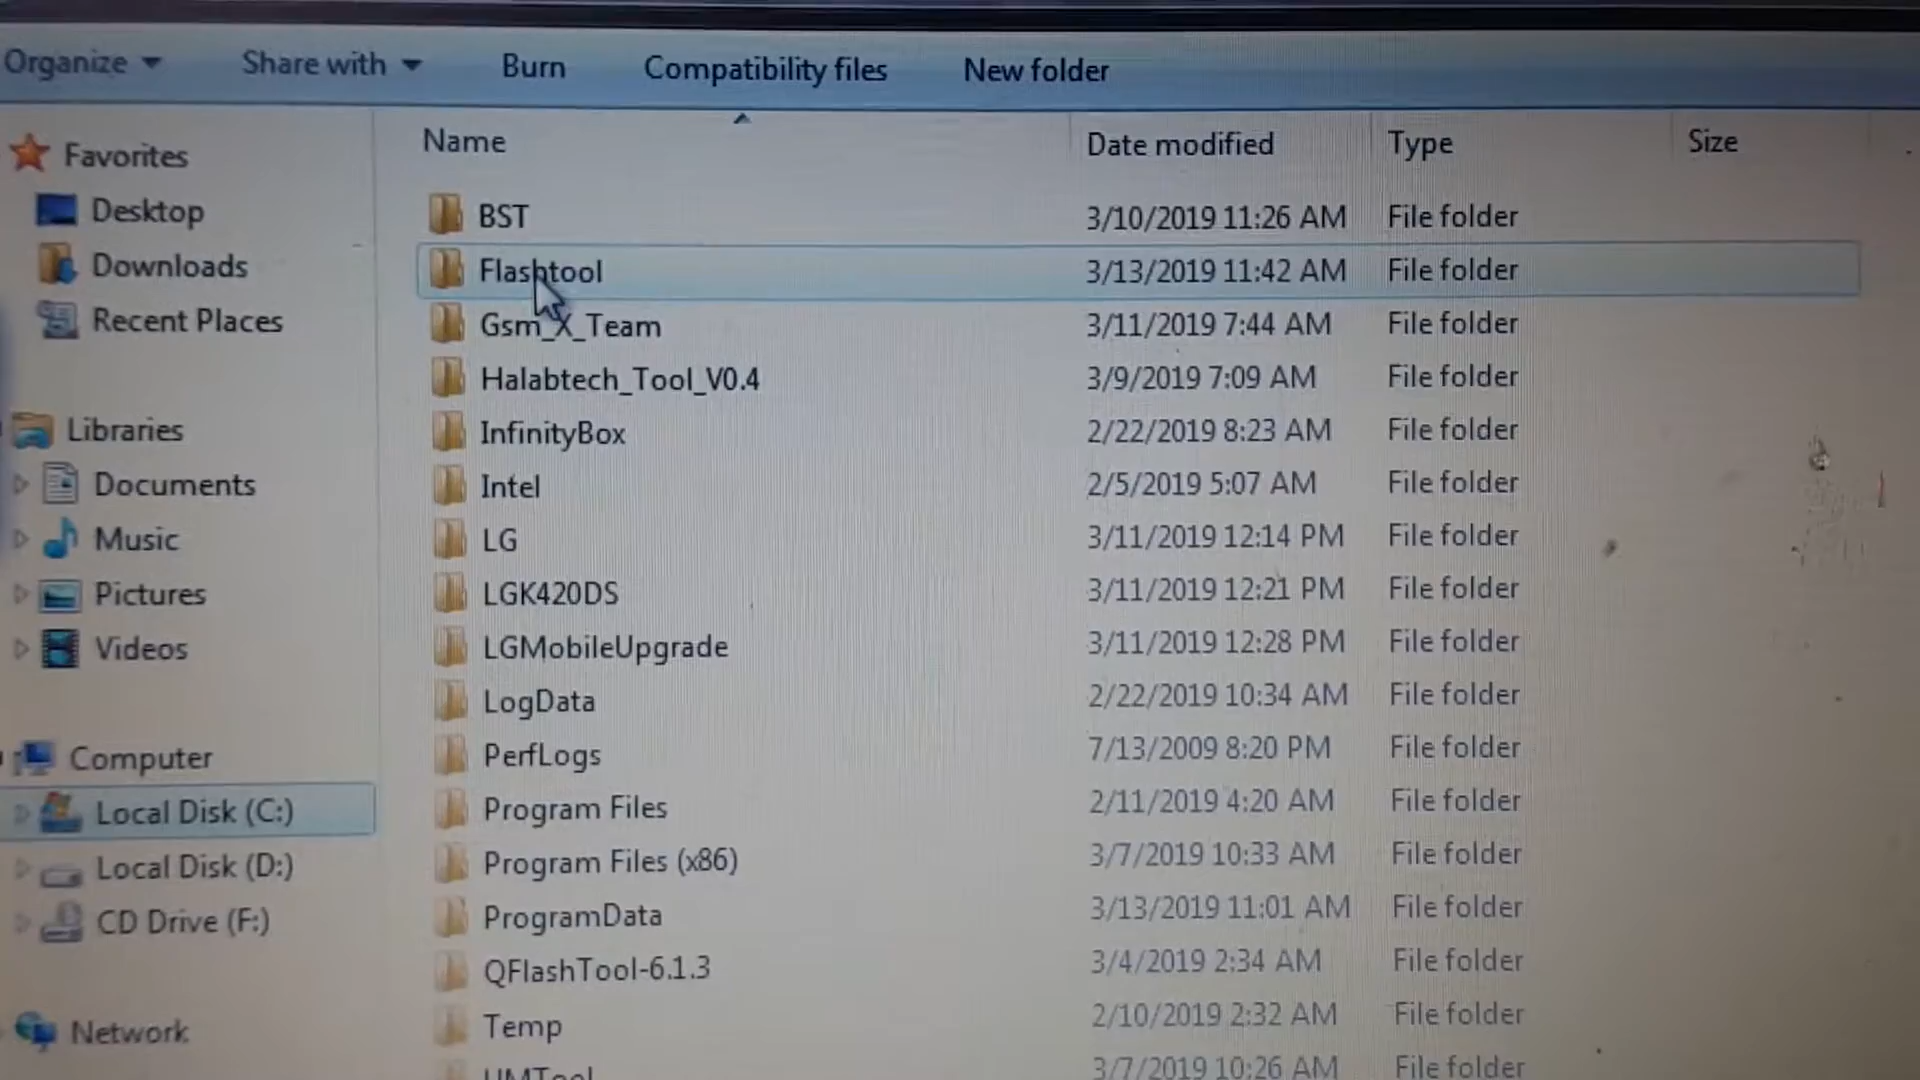 Organize Share with Burn Compatibility files New folder
Name Date modified Type Size
Favorites
Desktop
Downloads
Recent Places
Libraries
Documents
Music
Pictures
Videos
Computer
Local Disk (C:)
Local Disk (D:)
CD Drive (F:)
Network
BST 3/10/2019 11:26 AM File folder
Flashtool 3/13/2019 11:42 AM File folder
Gsm_X_Team 3/11/2019 7:44 AM File folder
Halabtech_Tool_V0.4 3/9/2019 7:09 AM File folder
InfinityBox 2/22/2019 8:23 AM File folder
Intel 2/5/2019 5:07 AM File folder
LG 3/11/2019 12:14 PM File folder
LGK420DS 3/11/2019 12:21 PM File folder
LGMobileUpgrade 3/11/2019 12:28 PM File folder
LogData 2/22/2019 10:34 AM File folder
PerfLogs 7/13/2009 8:20 PM File folder
Program Files 2/11/2019 4:20 AM File folder
Program Files (x86) 3/7/2019 10:33 AM File folder
ProgramData 3/13/2019 11:01 AM File folder
QFlashTool-6.1.3 3/4/2019 2:34 AM File folder
Temp 2/10/2019 2:32 AM File folder
3/7/2019 10:26 AM File folder